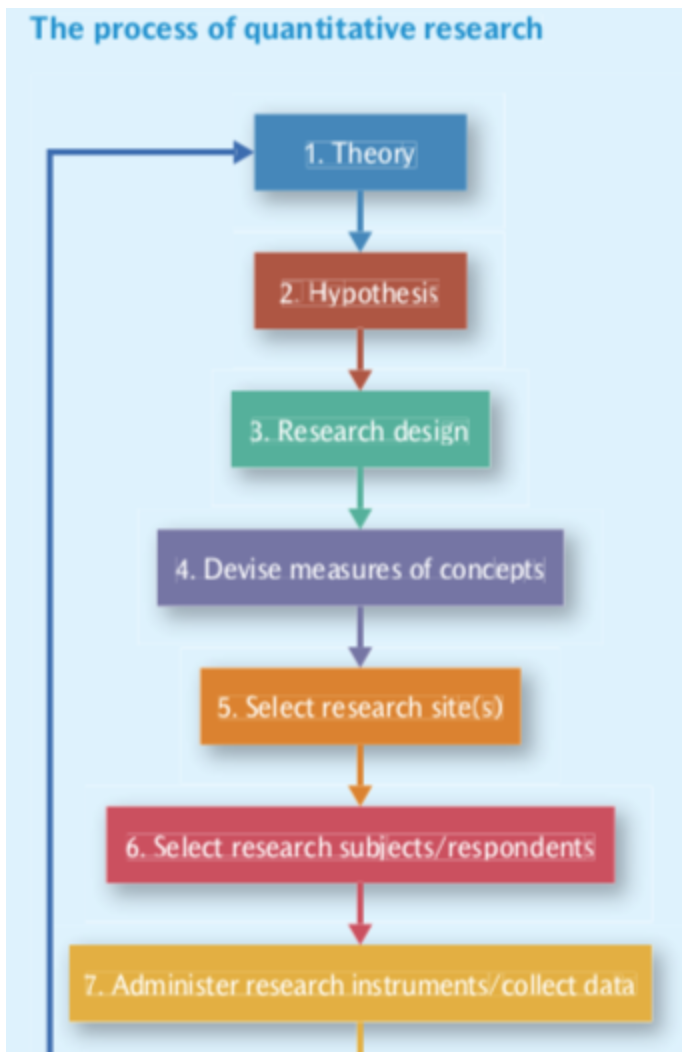 The process of quantitative research
1. Theory
2. Hypothesis
3. Research design
4. Devise measures of concepts
5. Select research site(s)
6. Select research subjects/respondents
7. Administer research instruments/collect data